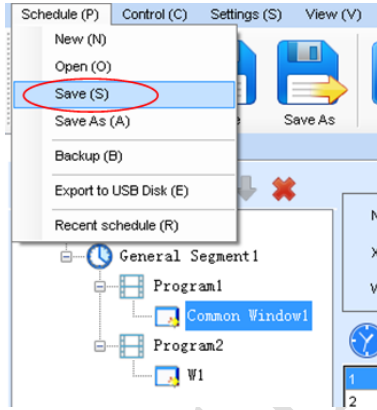 Schedule (P) Control (C) Settings (S) View (V)
New (N)
Open (O)
Save (S)
Save As (A)
Save As
Backup (B)
Export to USB Disk (E)
Recent schedule (R)
General Segment1
Program1
Common Window1
Program2
W1
1
2